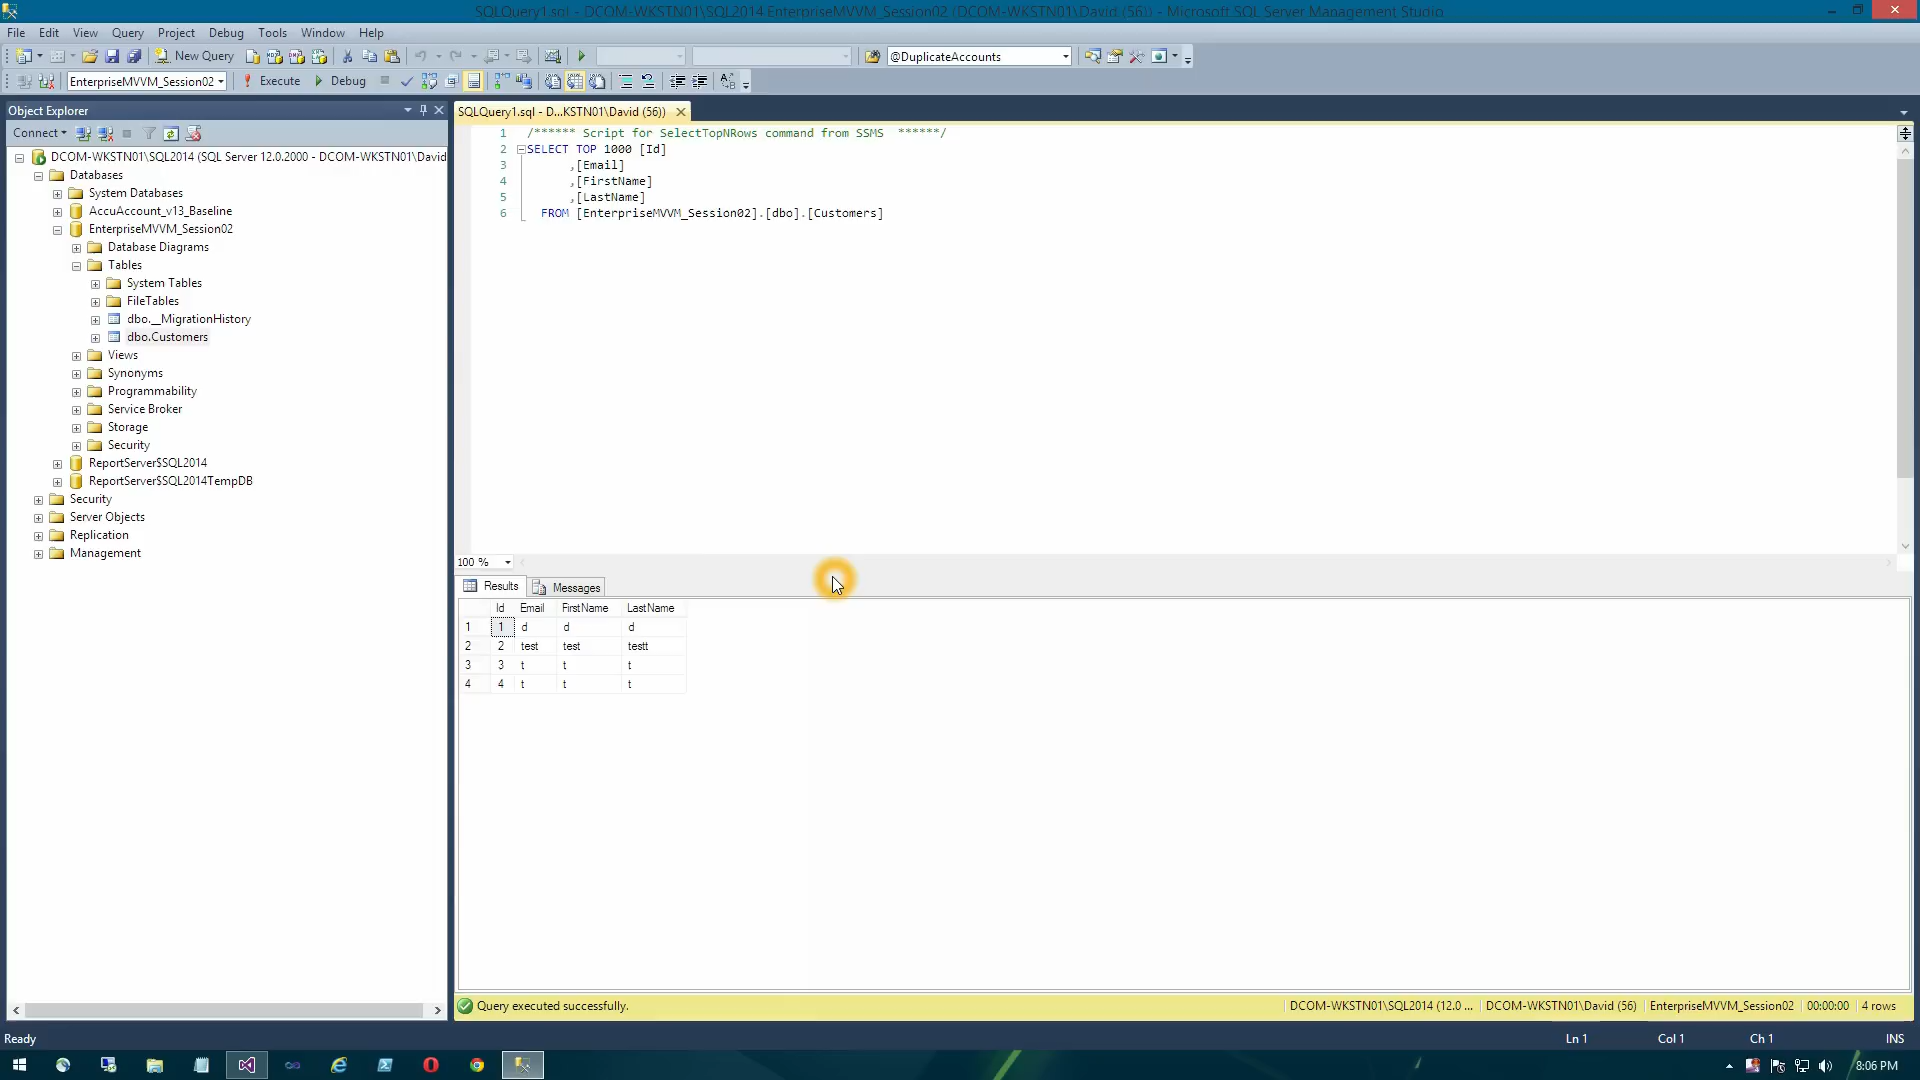 SQLQuery1.sql - DCOM-WKSTN01\SQL2014.EnterpriseMVVM_Session02 (DCOM-WKSTN01\David (56)) - Microsoft SQL Server Management Studio
File Edit View Query Project Debug Tools Window Help
New Query @DuplicateAccounts
EnterpriseMVVM_Session02 Execute Debug
Object Explorer
Connect
DCOM-WKSTN01\SQL2014 (SQL Server 12.0.2000 - DCOM-WKSTN01\David
Databases
System Databases
AccuAccount_v13_Baseline
EnterpriseMVVM_Session02
Database Diagrams
Tables
System Tables
FileTables
dbo.__MigrationHistory
dbo.Customers
Views
Synonyms
Programmability
Service Broker
Storage
Security
ReportServer$SQL2014
ReportServer$SQL2014TempDB
Security
Server Objects
Replication
Management
SQLQuery1.sql - D...KSTN01\David (56))
1 /****** Script for SelectTopNRows command from SSMS  ******/
2 SELECT TOP 1000 [Id]
3 ,[Email]
4 ,[FirstName]
5 ,[LastName]
6 FROM [EnterpriseMVVM_Session02].[dbo].[Customers]
100 %
Results Messages
Id Email FirstName LastName
1 1 d d d
2 2 test test testt
3 3 t t t
4 4 t t t
Query executed successfully. DCOM-WKSTN01\SQL2014 (12.0 ... DCOM-WKSTN01\David (56) EnterpriseMVVM_Session02 00:00:00 4 rows
Ready Ln 1 Col 1 Ch 1 INS
8:06 PM